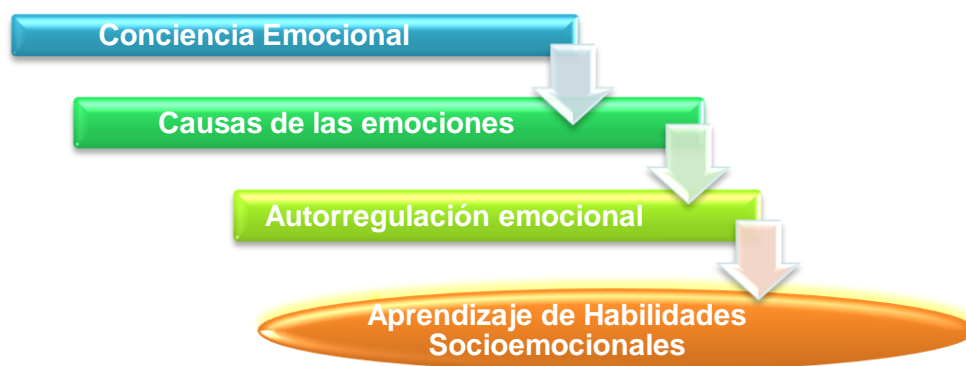 Conciencia Emocional
Causas de las emociones
Autorregulación emocional
Aprendizaje de Habilidades
Socioemocionales